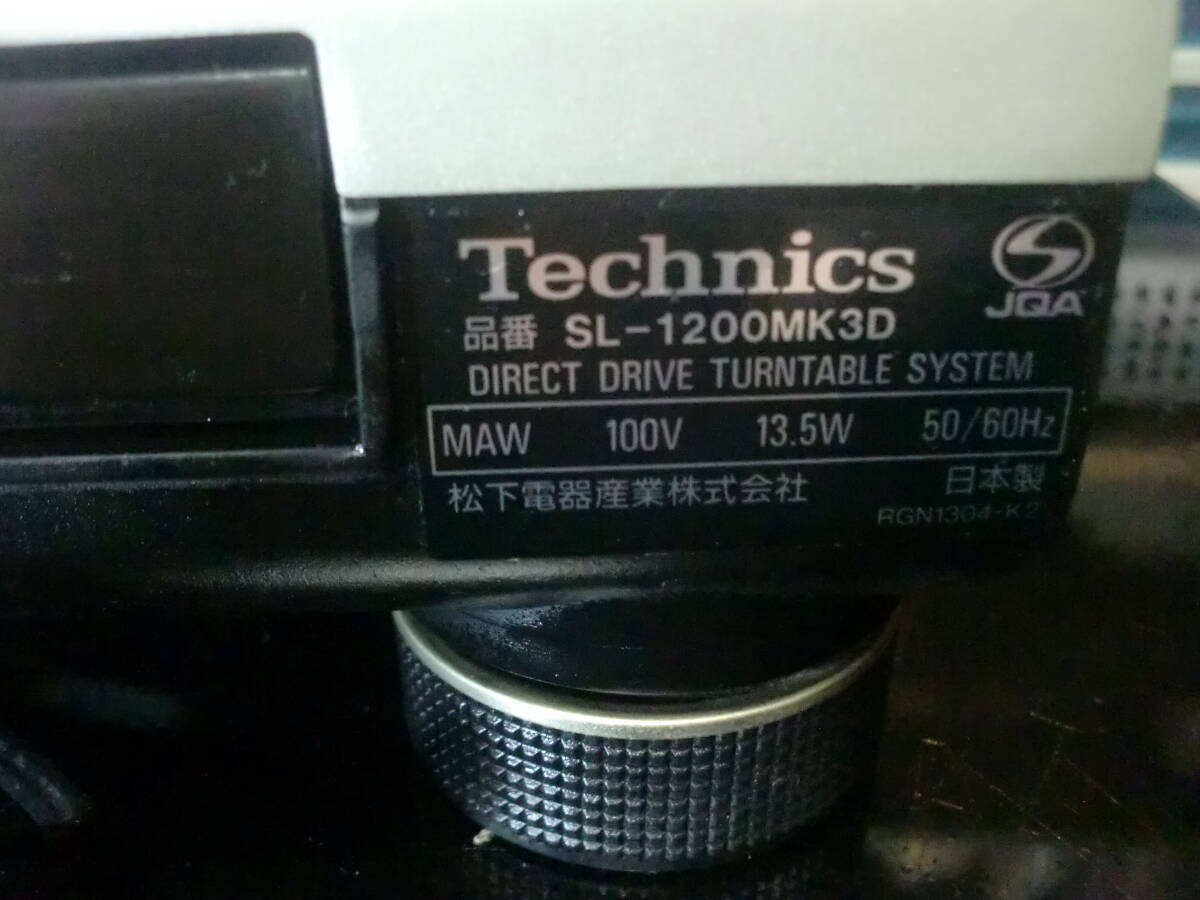 Technics
JQA
品番 SL-1200MK3D
DIRECT DRIVE TURNTABLE SYSTEM
MAW 100V 13.5W 50/60Hz
松下電器産業株式会社 日本製
RGN1304-K2